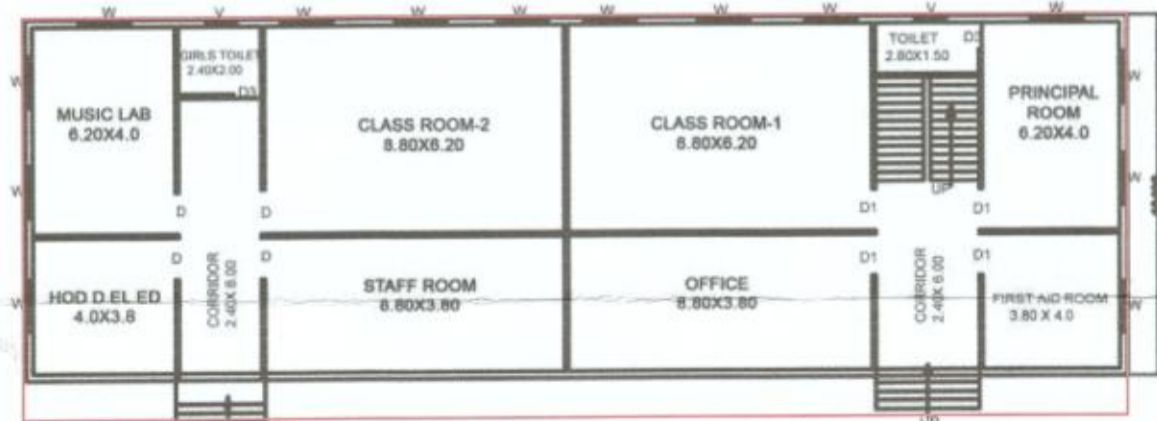 W V W W W W V W
GIRLS TOILET
2.40X2.00
D3
TOILET
2.80X1.50
D3
W
W
MUSIC LAB
6.20X4.0
CLASS ROOM-2
8.80X6.20
CLASS ROOM-1
8.80X6.20
PRINCIPAL
ROOM
6.20X4.0
W
W
UP
D
D
D1
D1
D
D
D1
D1
HOD D.EL.ED
4.0X3.8
CORRIDOR
2.40X 8.00
STAFF ROOM
8.80X3.80
OFFICE
8.80X3.80
CORRIDOR
2.40X 6.00
FIRST AID ROOM
3.80 X 4.0
W
W
UP